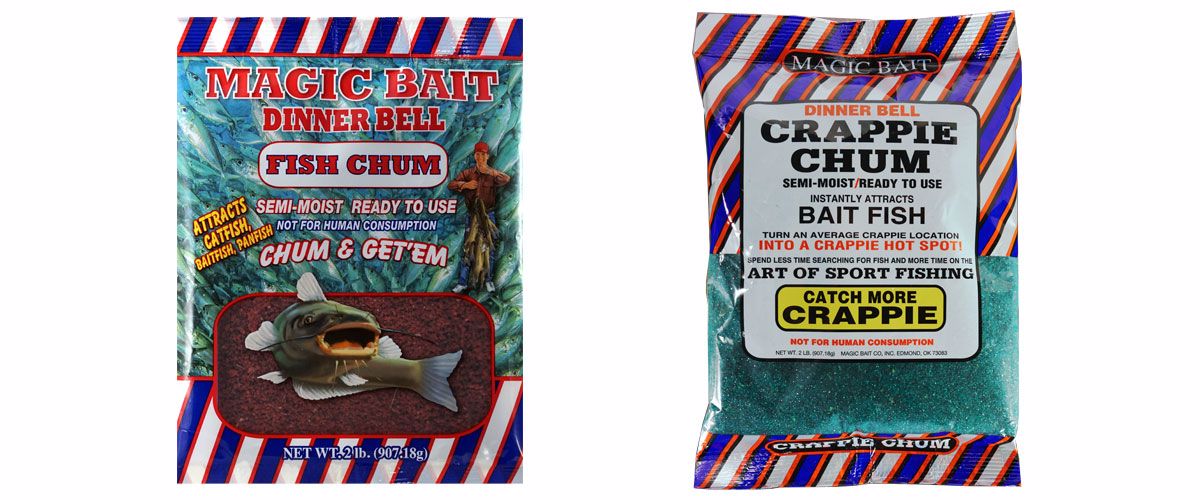 MAGIC BAIT
DINNER BELL
FISH CHUM
ATTRACTS
CATFISH,
BAITFISH, PANFISH
SEMI-MOIST READY TO USE
NOT FOR HUMAN CONSUMPTION
CHUM & GET'EM
NET WT. 2 lb. (907.18g)
MAGIC BAIT
DINNER BELL
CRAPPIE
CHUM
SEMI-MOIST/READY TO USE
INSTANTLY ATTRACTS
BAIT FISH
TURN AN AVERAGE CRAPPIE LOCATION
INTO A CRAPPIE HOT SPOT!
SPEND LESS TIME SEARCHING FOR FISH AND MORE TIME ON THE
ART OF SPORT FISHING
CATCH MORE
CRAPPIE
NOT FOR HUMAN CONSUMPTION
NET WT. 2 LB. (907.18g) MAGIC BAIT CO., INC. EDMOND, OK 73083
CRAPPIE CHUM